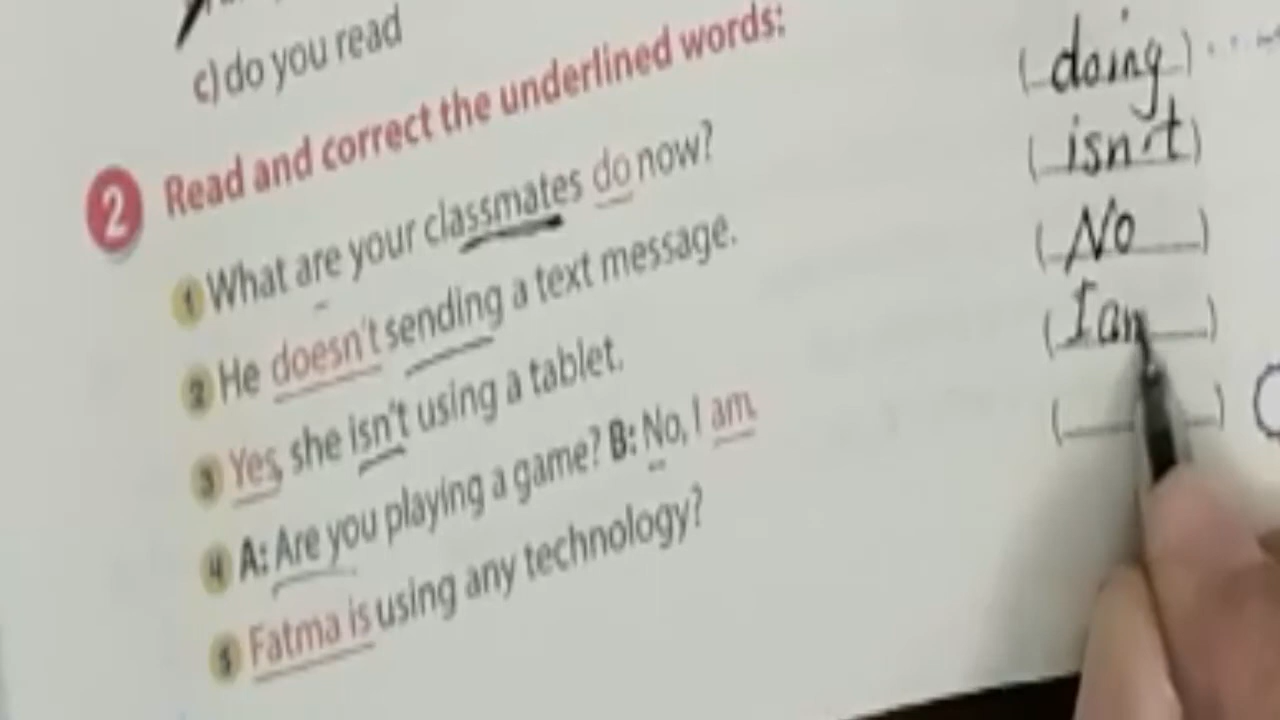 c) do you read
2 Read and correct the underlined words:
1 What are your classmates do now? ( doing )
2 He doesn't sending a text message. ( isn't )
3 Yes, she isn't using a tablet. ( No )
4 A: Are you playing a game? B: No, I am. ( I am )
5 Fatma is using any technology? ( )